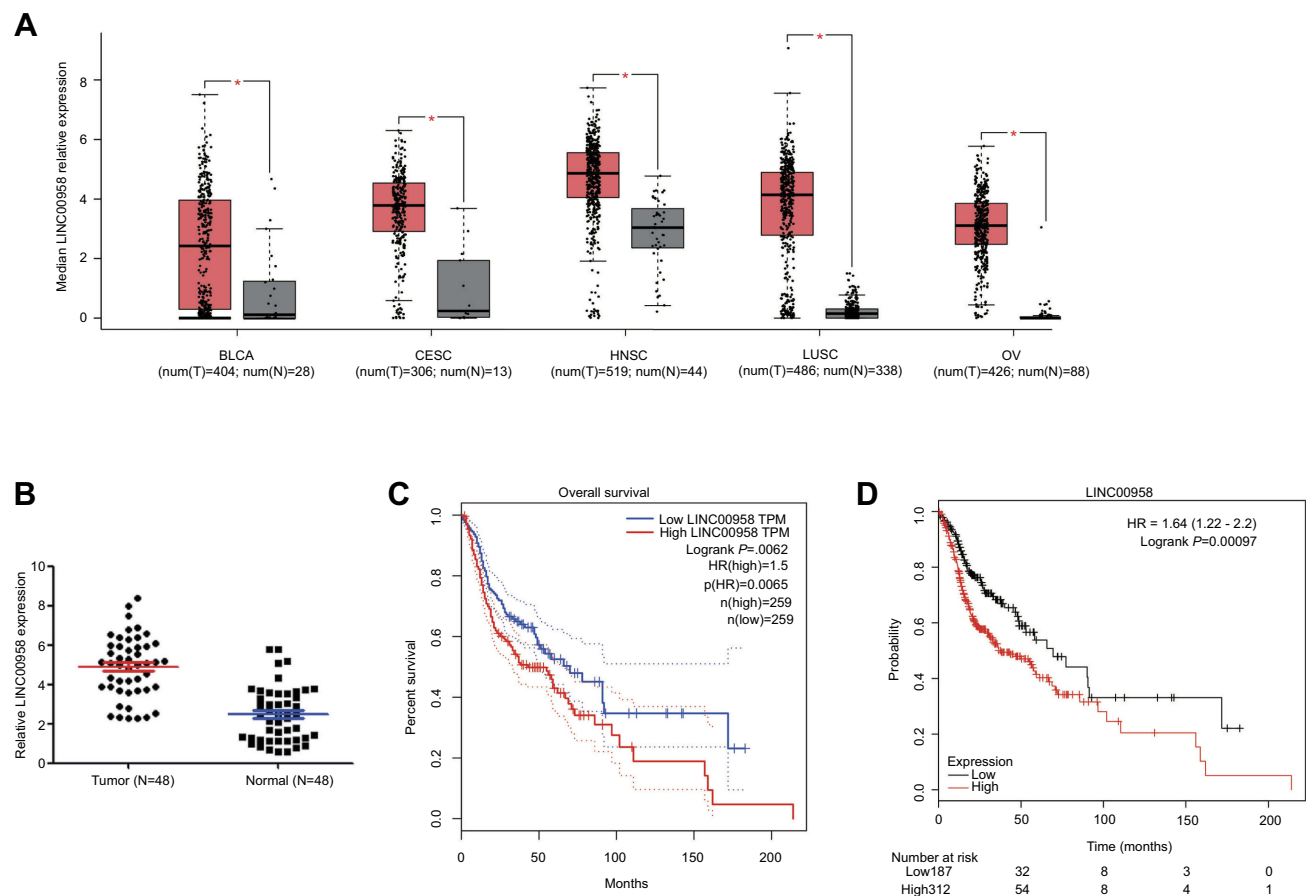 A
Median LINC00958 relative expression
8
6
4
2
0
*
*
*
*
*
BLCA
(num(T)=404; num(N)=28)
CESC
(num(T)=306; num(N)=13)
HNSC
(num(T)=519; num(N)=44)
LUSC
(num(T)=486; num(N)=338)
OV
(num(T)=426; num(N)=88)
B
Relative LINC00958 expression
10
8
6
4
2
0
Tumor (N=48)
Normal (N=48)
C
Overall survival
Low LINC00958 TPM
High LINC00958 TPM
Logrank P=.0062
HR(high)=1.5
p(HR)=0.0065
n(high)=259
n(low)=259
Percent survival
1.0
0.8
0.6
0.4
0.2
0.0
0 50 100 150 200
Months
D
LINC00958
HR = 1.64 (1.22 - 2.2)
Logrank P=0.00097
Probability
1.0
0.8
0.6
0.4
0.2
0.0
Expression
Low
High
0 50 100 150 200
Time (months)
Number at risk
Low187 32 8 3 0
High312 54 8 4 1